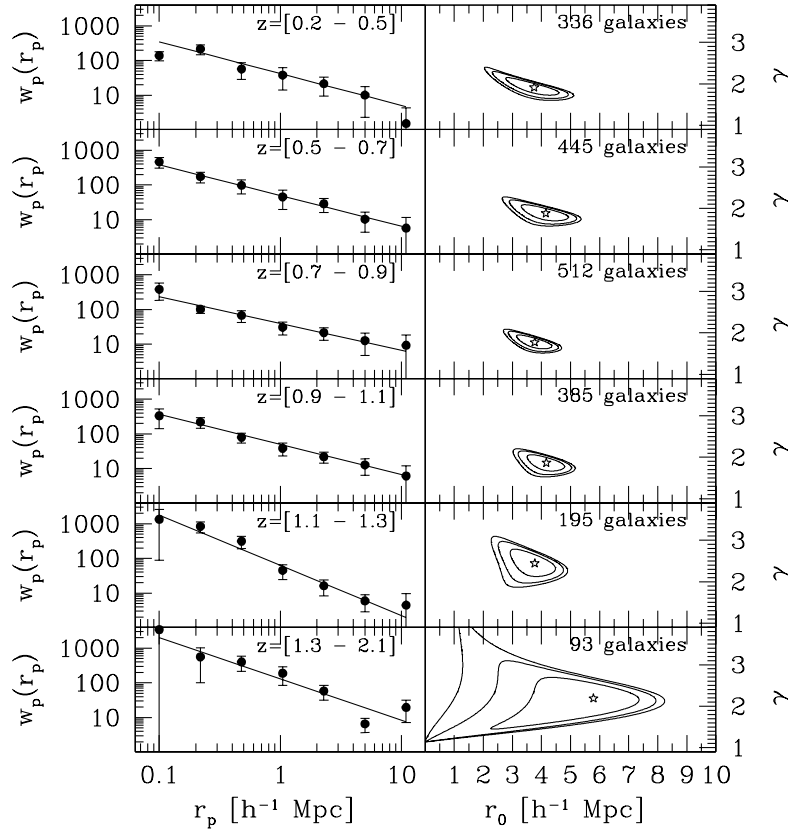 w_p(r_p) 1000 100 10 z=[0.2 − 0.5] 336 galaxies 3 2 1 γ
w_p(r_p) 1000 100 10 z=[0.5 − 0.7] 445 galaxies 3 2 1 γ
w_p(r_p) 1000 100 10 z=[0.7 − 0.9] 512 galaxies 3 2 1 γ
w_p(r_p) 1000 100 10 z=[0.9 − 1.1] 385 galaxies 3 2 1 γ
w_p(r_p) 1000 100 10 z=[1.1 − 1.3] 195 galaxies 3 2 1 γ
w_p(r_p) 1000 100 10 z=[1.3 − 2.1] 93 galaxies 3 2 1 γ
0.1 1 10 1 2 3 4 5 6 7 8 9 10
r_p [h⁻¹ Mpc] r_0 [h⁻¹ Mpc]